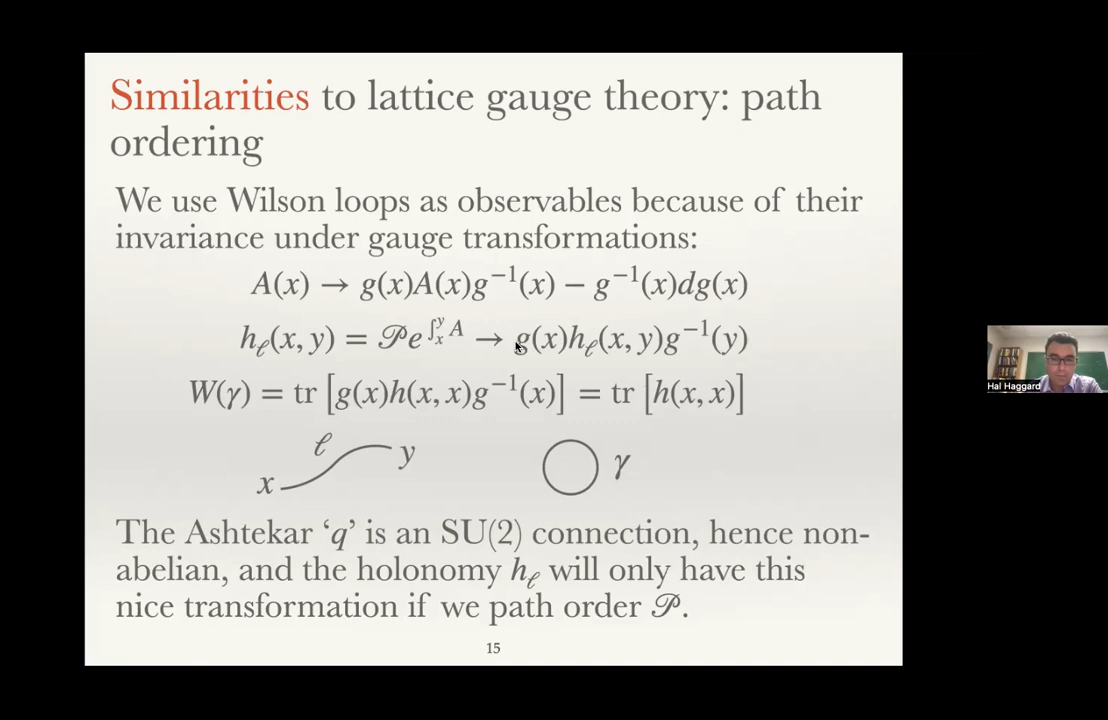 Similarities to lattice gauge theory: path
ordering
We use Wilson loops as observables because of their
invariance under gauge transformations:
A(x) → g(x)A(x)g⁻¹(x) − g⁻¹(x)dg(x)
hℓ(x, y) = 𝒫e^{∫ₓʸ A} → g(x)hℓ(x, y)g⁻¹(y)
W(γ) = tr [g(x)h(x, x)g⁻¹(x)] = tr [h(x, x)]
ℓ
x y γ
The Ashtekar ‘q’ is an SU(2) connection, hence non-
abelian, and the holonomy hℓ will only have this
nice transformation if we path order 𝒫.
15
Hal Haggard